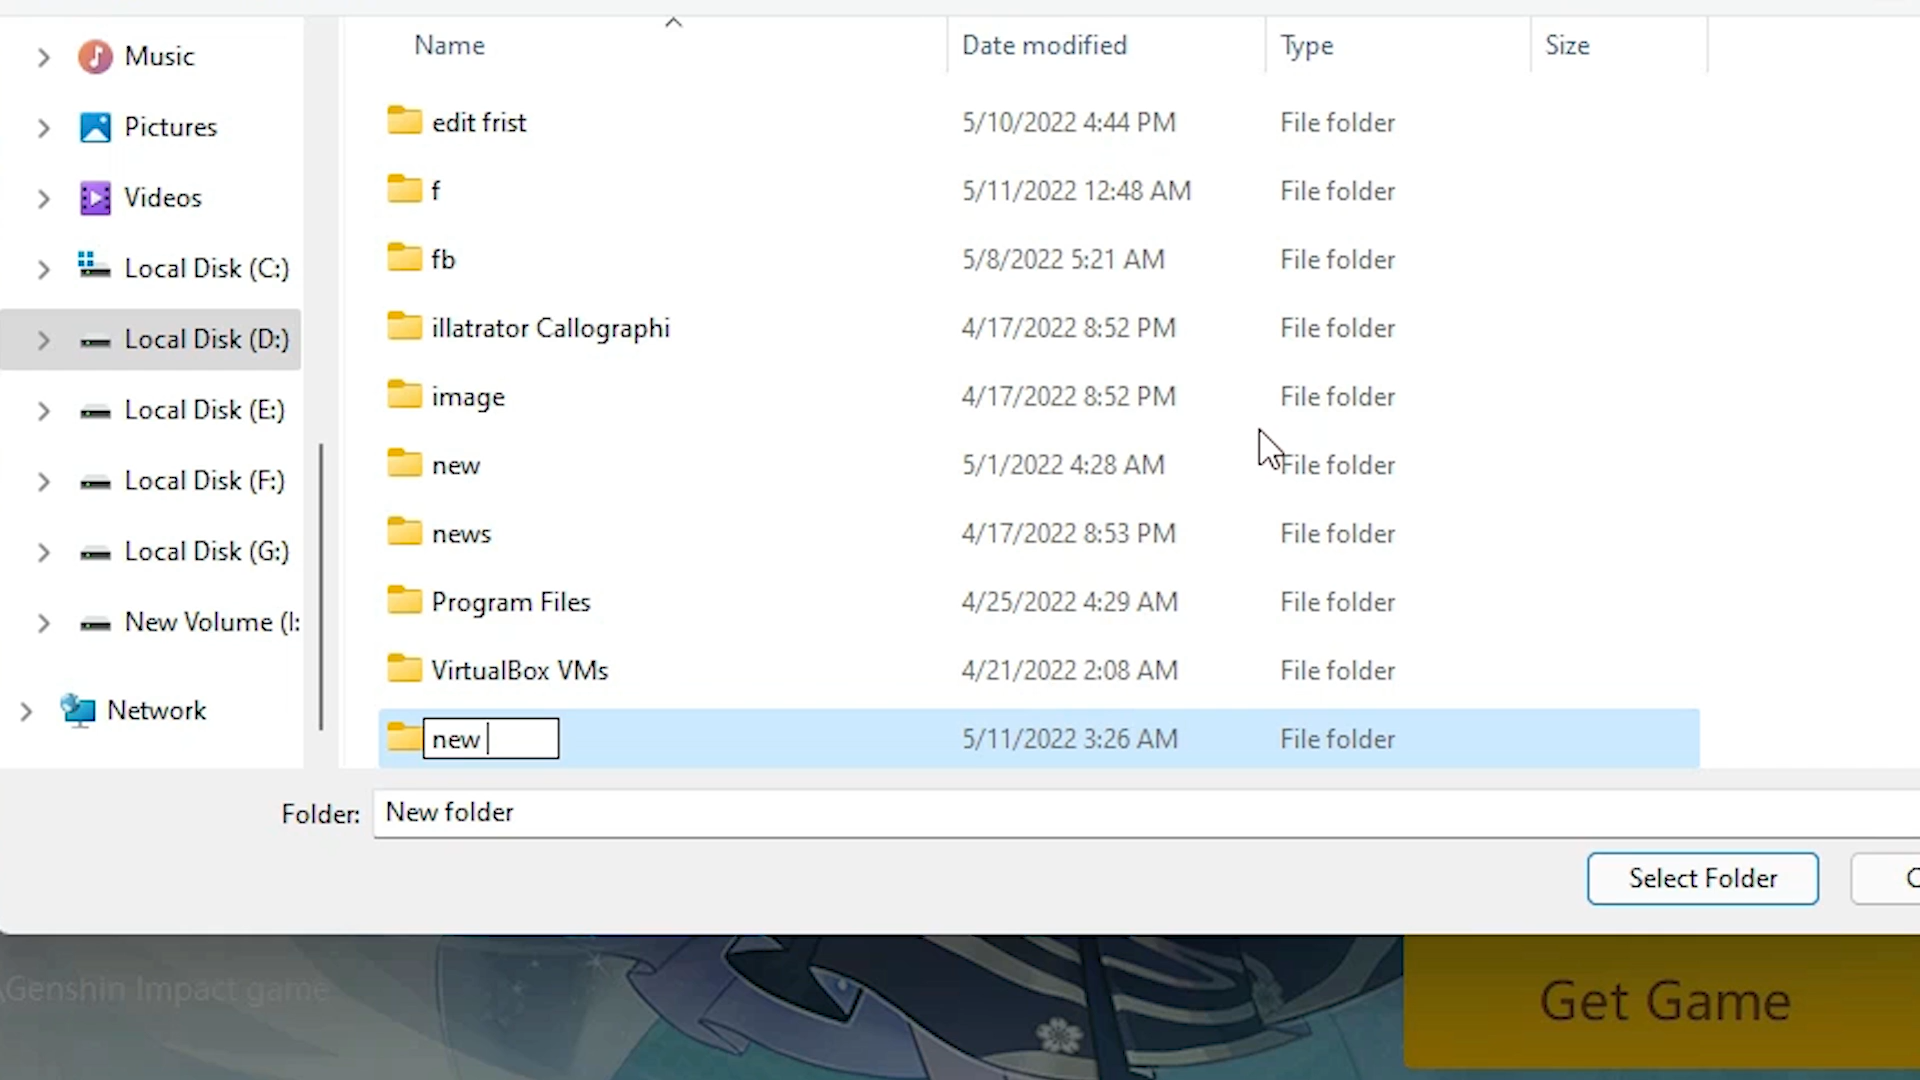 Music
Pictures
Videos
Local Disk (C:)
Local Disk (D:)
Local Disk (E:)
Local Disk (F:)
Local Disk (G:)
New Volume (I:
Network
Name Date modified Type Size
edit frist 5/10/2022 4:44 PM File folder
f 5/11/2022 12:48 AM File folder
fb 5/8/2022 5:21 AM File folder
illatrator Callographi 4/17/2022 8:52 PM File folder
image 4/17/2022 8:52 PM File folder
new 5/1/2022 4:28 AM File folder
news 4/17/2022 8:53 PM File folder
Program Files 4/25/2022 4:29 AM File folder
VirtualBox VMs 4/21/2022 2:08 AM File folder
new 5/11/2022 3:26 AM File folder
Folder: New folder
Select Folder C
\Genshin Impact game
Get Game